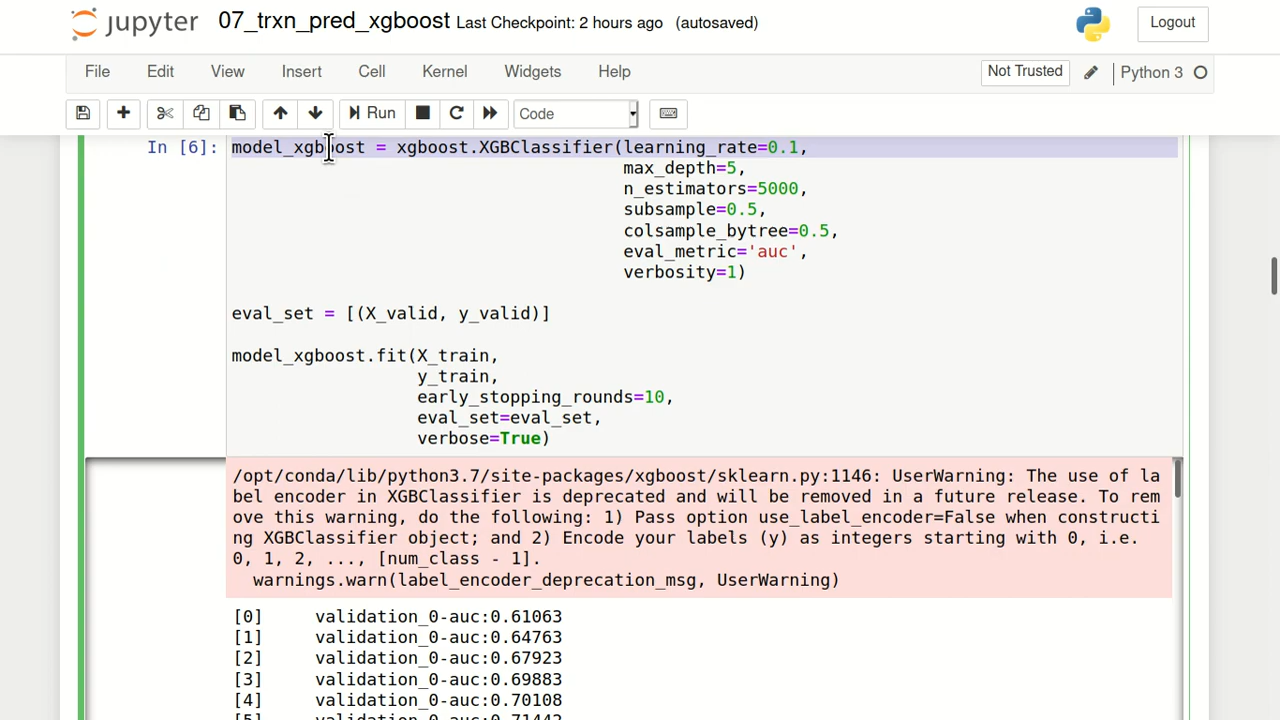 jupyter 07_trxn_pred_xgboost Last Checkpoint: 2 hours ago (autosaved) Logout
File Edit View Insert Cell Kernel Widgets Help Not Trusted Python 3
Run Code
In [6]: model_xgboost = xgboost.XGBClassifier(learning_rate=0.1,
max_depth=5,
n_estimators=5000,
subsample=0.5,
colsample_bytree=0.5,
eval_metric='auc',
verbosity=1)
eval_set = [(X_valid, y_valid)]
model_xgboost.fit(X_train,
y_train,
early_stopping_rounds=10,
eval_set=eval_set,
verbose=True)
/opt/conda/lib/python3.7/site-packages/xgboost/sklearn.py:1146: UserWarning: The use of la
bel encoder in XGBClassifier is deprecated and will be removed in a future release. To rem
ove this warning, do the following: 1) Pass option use_label_encoder=False when constructi
ng XGBClassifier object; and 2) Encode your labels (y) as integers starting with 0, i.e.
0, 1, 2, ..., [num_class - 1].
warnings.warn(label_encoder_deprecation_msg, UserWarning)
[0] validation_0-auc:0.61063
[1] validation_0-auc:0.64763
[2] validation_0-auc:0.67923
[3] validation_0-auc:0.69883
[4] validation_0-auc:0.70108
[5] validation_0-auc:0.71442